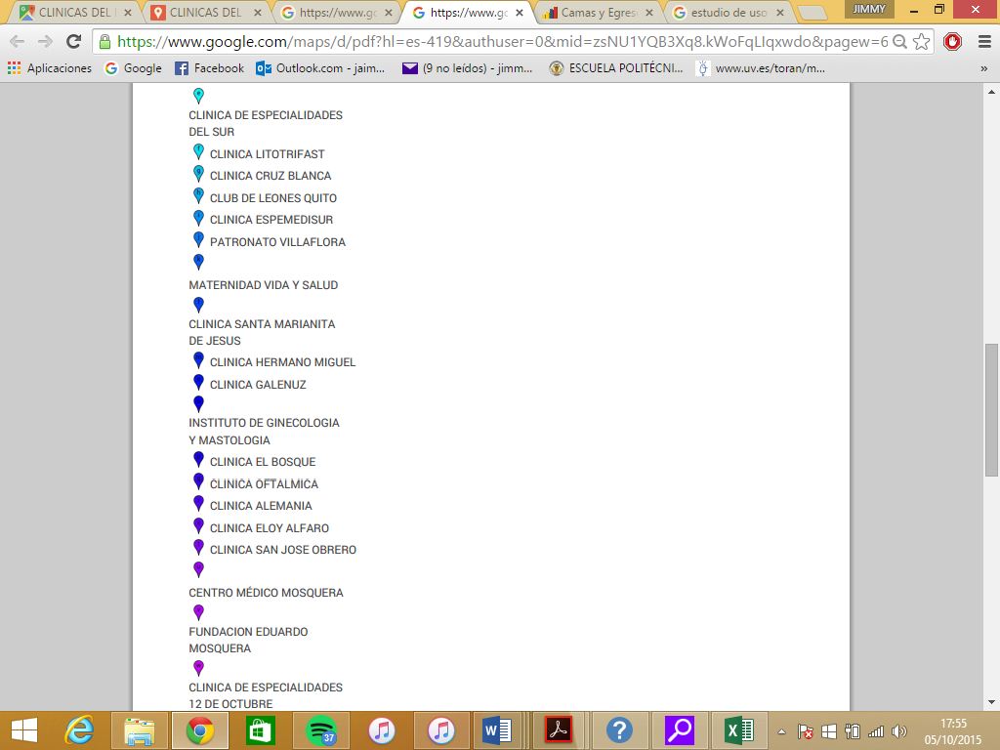 CLINICAS DEL
CLINICAS DEL
https://www.go
https://www.go
Camas y Egres
estudio de uso
JIMMY
https://www.google.com/maps/d/pdf?hl=es-419&authuser=0&mid=zsNU1YQB3Xq8.kWoFqLIqxwdo&pagew=6
Aplicaciones
Google
Facebook
Outlook.com - jaim...
(9 no leídos) - jimm...
ESCUELA POLITÉCNI...
www.uv.es/toran/m...
»
e
CLINICA DE ESPECIALIDADES
DEL SUR
f CLINICA LITOTRIFAST
g CLINICA CRUZ BLANCA
h CLUB DE LEONES QUITO
i CLINICA ESPEMEDISUR
j PATRONATO VILLAFLORA
k
MATERNIDAD VIDA Y SALUD
l
CLINICA SANTA MARIANITA
DE JESUS
CLINICA HERMANO MIGUEL
CLINICA GALENUZ
INSTITUTO DE GINECOLOGIA
Y MASTOLOGIA
CLINICA EL BOSQUE
CLINICA OFTALMICA
CLINICA ALEMANIA
CLINICA ELOY ALFARO
CLINICA SAN JOSE OBRERO
CENTRO MÉDICO MOSQUERA
FUNDACION EDUARDO
MOSQUERA
CLINICA DE ESPECIALIDADES
12 DE OCTUBRE
37
17:55
05/10/2015